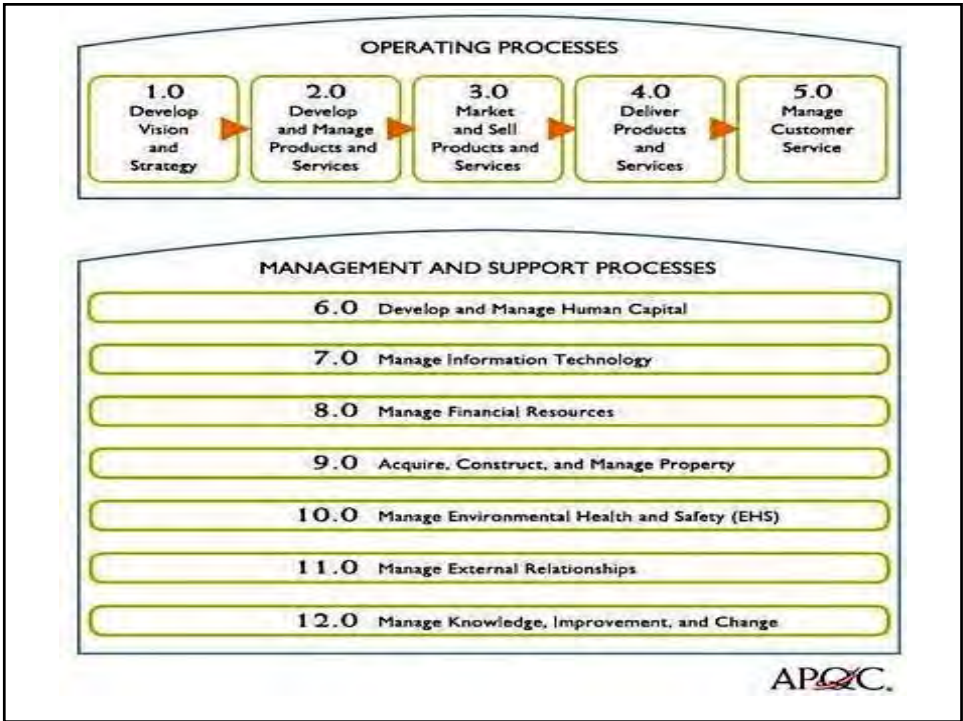 OPERATING PROCESSES
1.0
Develop
Vision
and
Strategy
2.0
Develop
and Manage
Products and
Services
3.0
Market
and Sell
Products and
Services
4.0
Deliver
Products
and
Services
5.0
Manage
Customer
Service
MANAGEMENT AND SUPPORT PROCESSES
6.0 Develop and Manage Human Capital
7.0 Manage Information Technology
8.0 Manage Financial Resources
9.0 Acquire, Construct, and Manage Property
10.0 Manage Environmental Health and Safety (EHS)
11.0 Manage External Relationships
12.0 Manage Knowledge, Improvement, and Change
APQC.